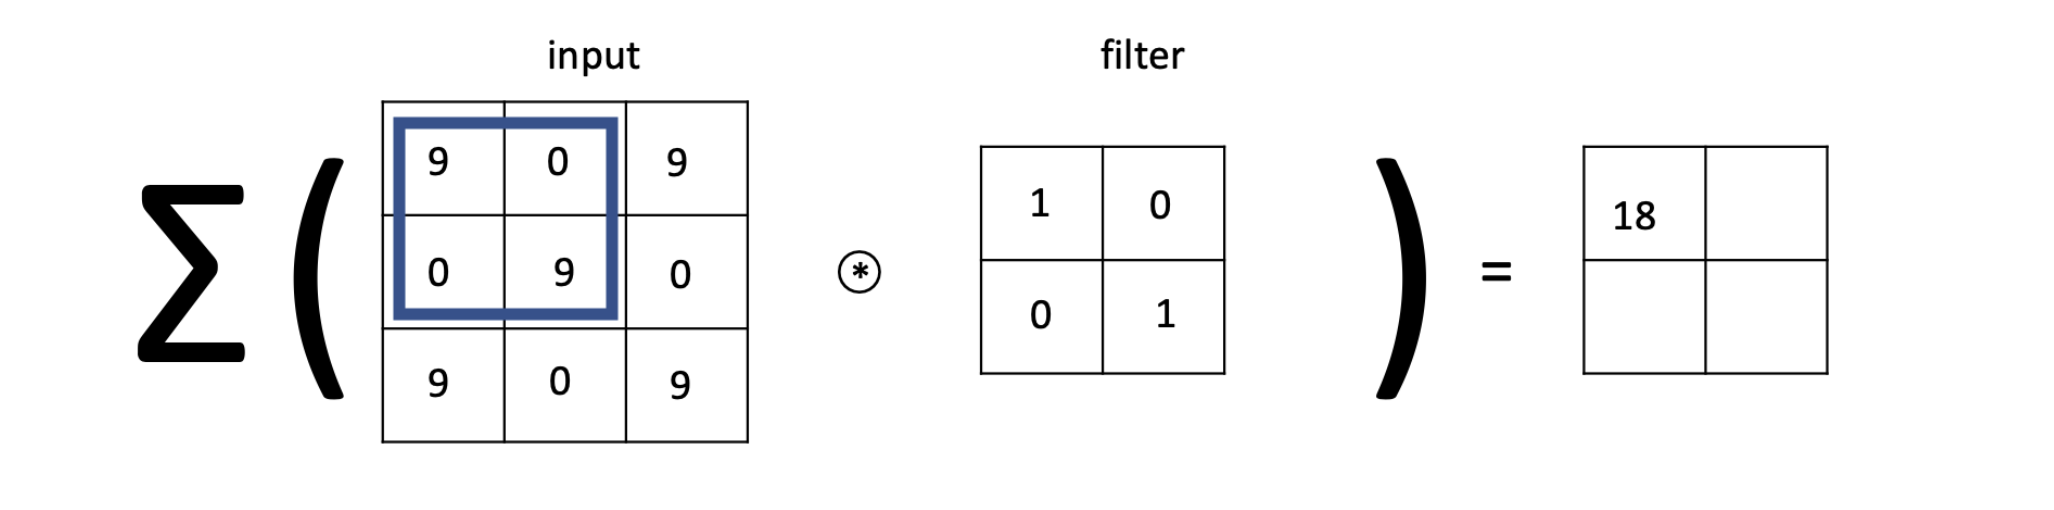 input filter
Σ ( 9 0 9 ⊛ 1 0 ) = 18
0 9 0 0 1
9 0 9